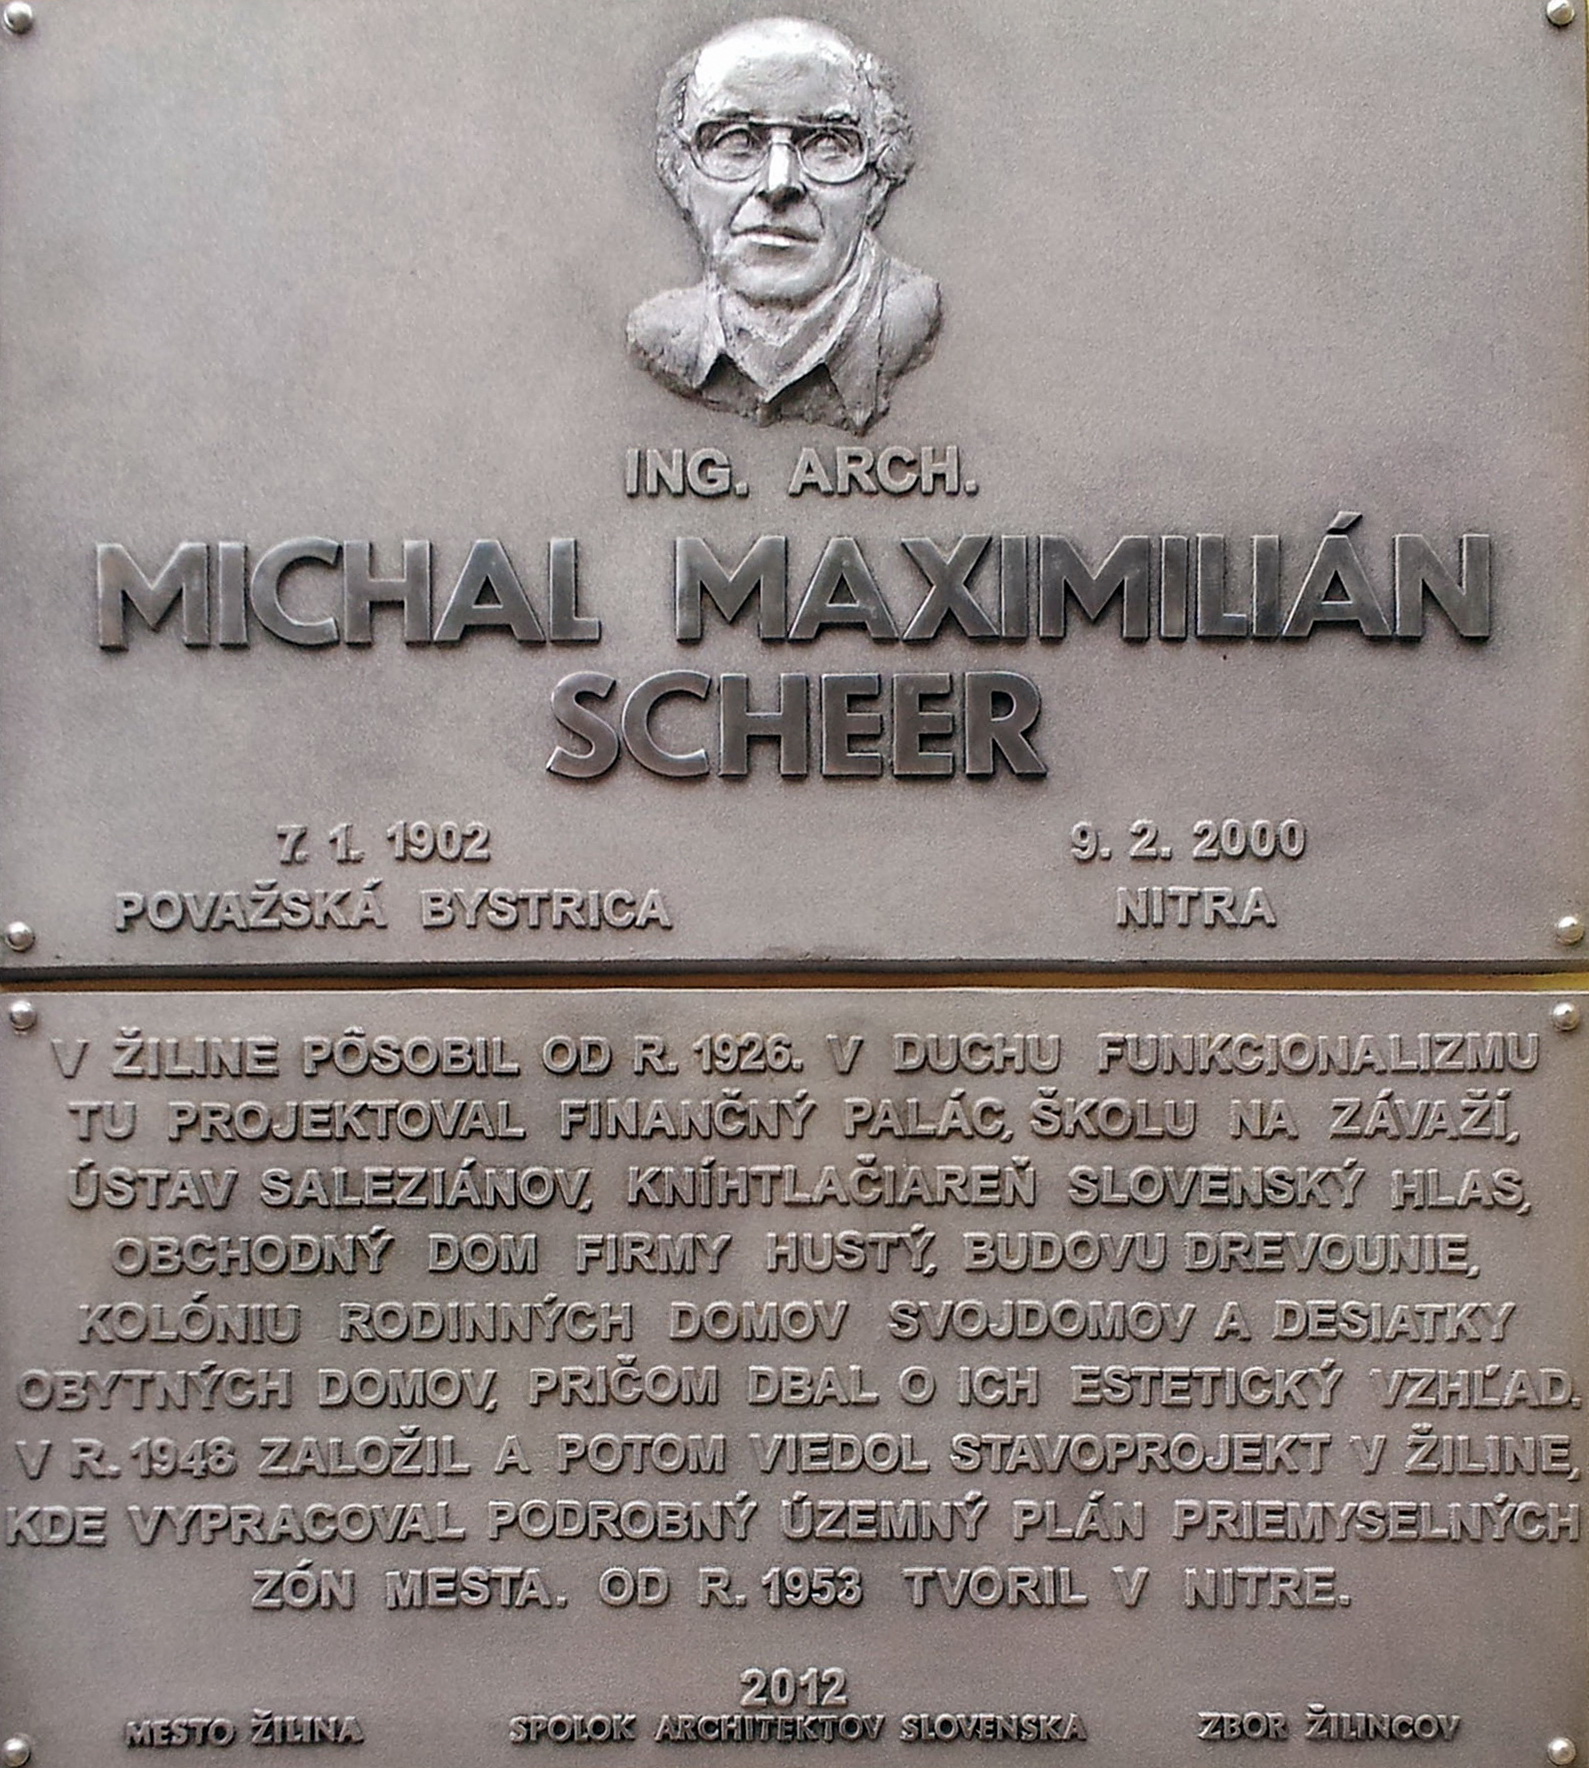 ING. ARCH.
MICHAL MAXIMILIÁN
SCHEER
7. 1. 1902
POVAŽSKÁ BYSTRICA
9. 2. 2000
NITRA
V ŽILINE PÔSOBIL OD R. 1926. V DUCHU FUNKCIONALIZMU
TU PROJEKTOVAL FINANČNÝ PALÁC, ŠKOLU NA ZÁVAŽÍ,
ÚSTAV SALEZIÁNOV, KNÍHTLAČIAREŇ SLOVENSKÝ HLAS,
OBCHODNÝ DOM FIRMY HUSTÝ, BUDOVU DREVOUNIE,
KOLÓNIU RODINNÝCH DOMOV SVOJDOMOV A DESIATKY
OBYTNÝCH DOMOV, PRIČOM DBAL O ICH ESTETICKÝ VZHĽAD.
V R. 1948 ZALOŽIL A POTOM VIEDOL STAVOPROJEKT V ŽILINE,
KDE VYPRACOVAL PODROBNÝ ÚZEMNÝ PLÁN PRIEMYSELNÝCH
ZÓN MESTA. OD R. 1953 TVORIL V NITRE.
2012
MESTO ŽILINA SPOLOK ARCHITEKTOV SLOVENSKA ZBOR ŽILINCOV